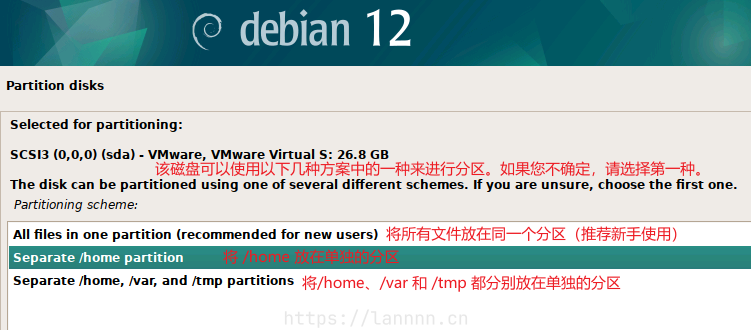 debian 12
Partition disks
Selected for partitioning:
SCSI3 (0,0,0) (sda) - VMware, VMware Virtual S: 26.8 GB
该磁盘可以使用以下几种方案中的一种来进行分区。如果您不确定，请选择第一种。
The disk can be partitioned using one of several different schemes. If you are unsure, choose the first one.
Partitioning scheme:
All files in one partition (recommended for new users) 将所有文件放在同一个分区（推荐新手使用）
Separate /home partition 将 /home 放在单独的分区
Separate /home, /var, and /tmp partitions 将/home、/var 和 /tmp 都分别放在单独的分区
https://lannnn.cn